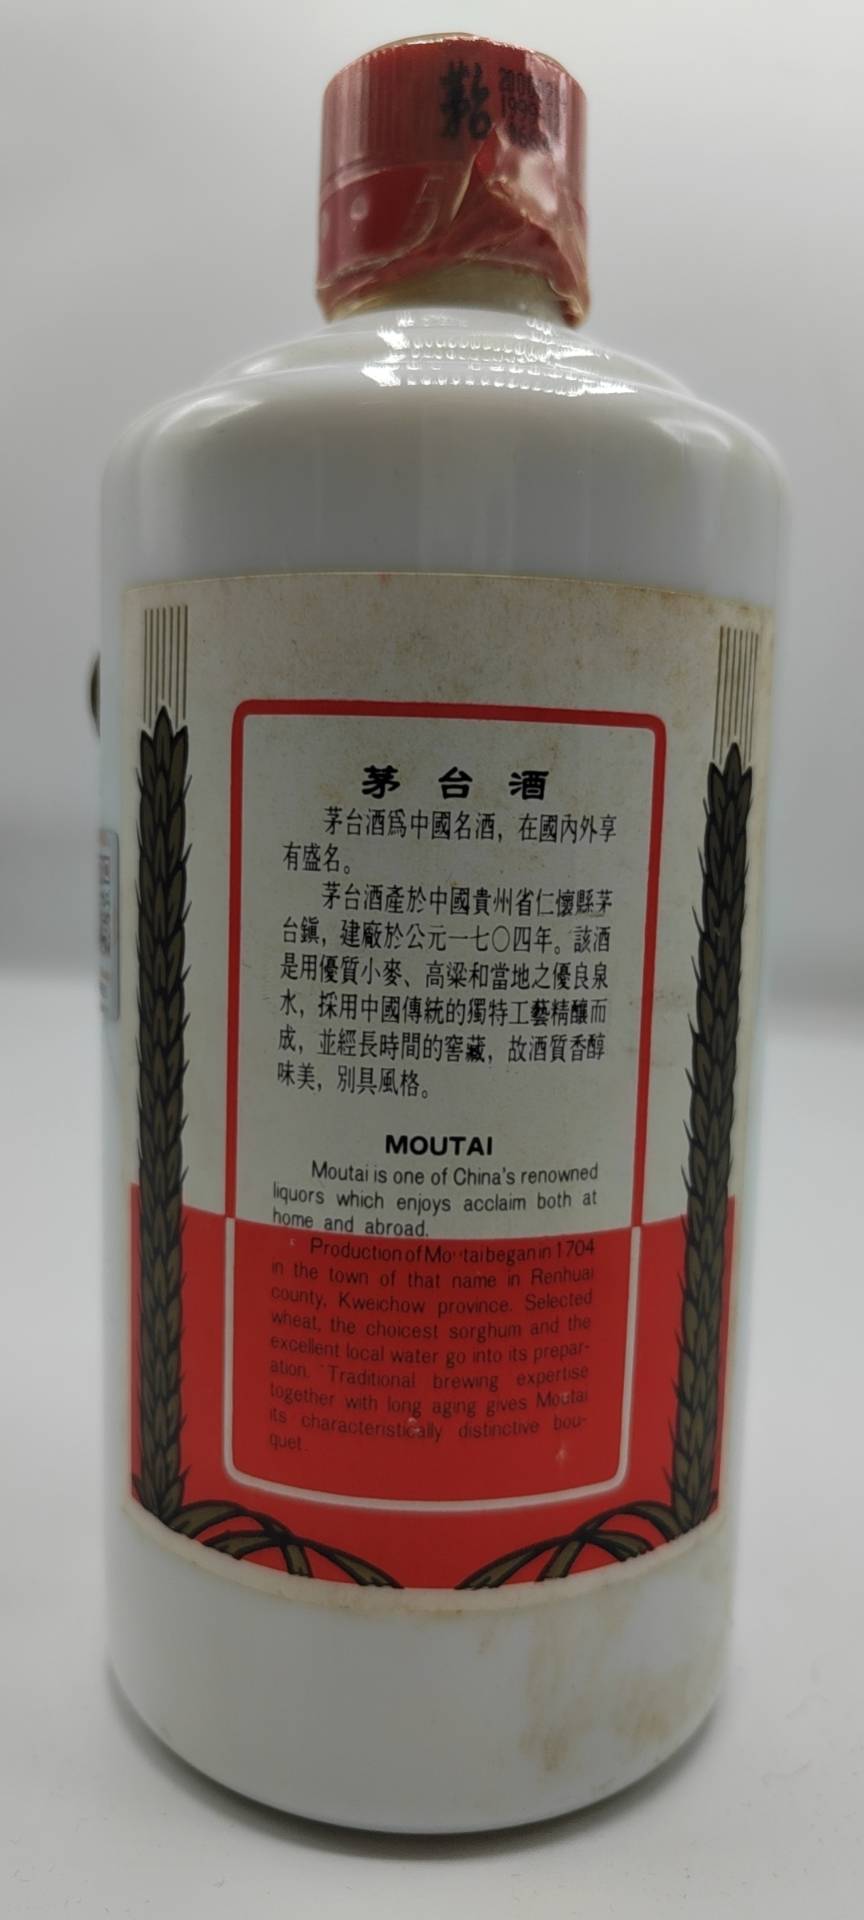 茅台
5
茅台酒
茅台酒爲中國名酒，在國內外享
有盛名。
茅台酒產於中國貴州省仁懷縣茅
台鎮，建廠於公元一七〇四年。該酒
是用優質小麥、高粱和當地之優良泉
水，採用中國傳統的獨特工藝精釀而
成，並經長時間的窖藏，故酒質香醇
味美，別具風格。
MOUTAI
Moutai is one of China's renowned
liquors which enjoys acclaim both at
home and abroad.
Production of Moutai began in 1704
in the town of that name in Renhuai
county, Kweichow province. Selected
wheat, the choicest sorghum and the
excellent local water go into its prepar-
ation. Traditional brewing expertise
together with long aging gives Moutai
its characteristically distinctive bou-
quet.